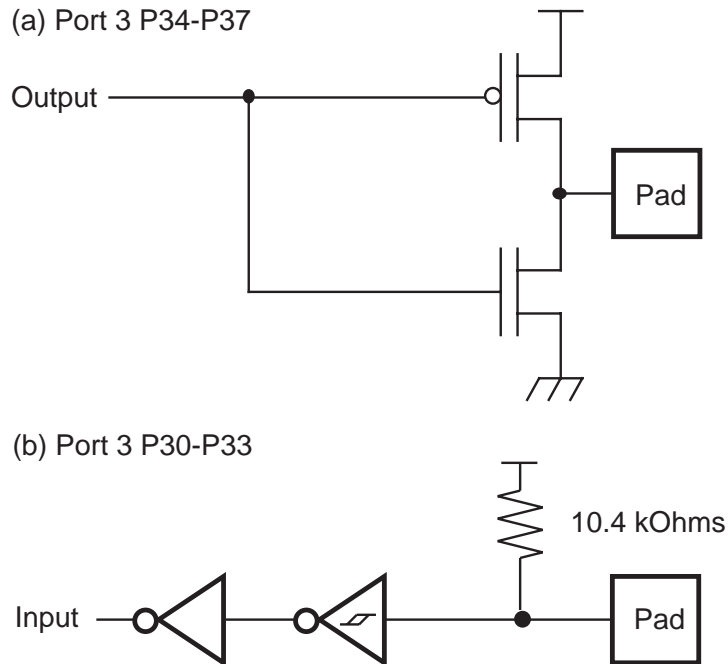 (a) Port 3 P34-P37
Output
Pad
(b) Port 3 P30-P33
10.4 kOhms
Input
Pad